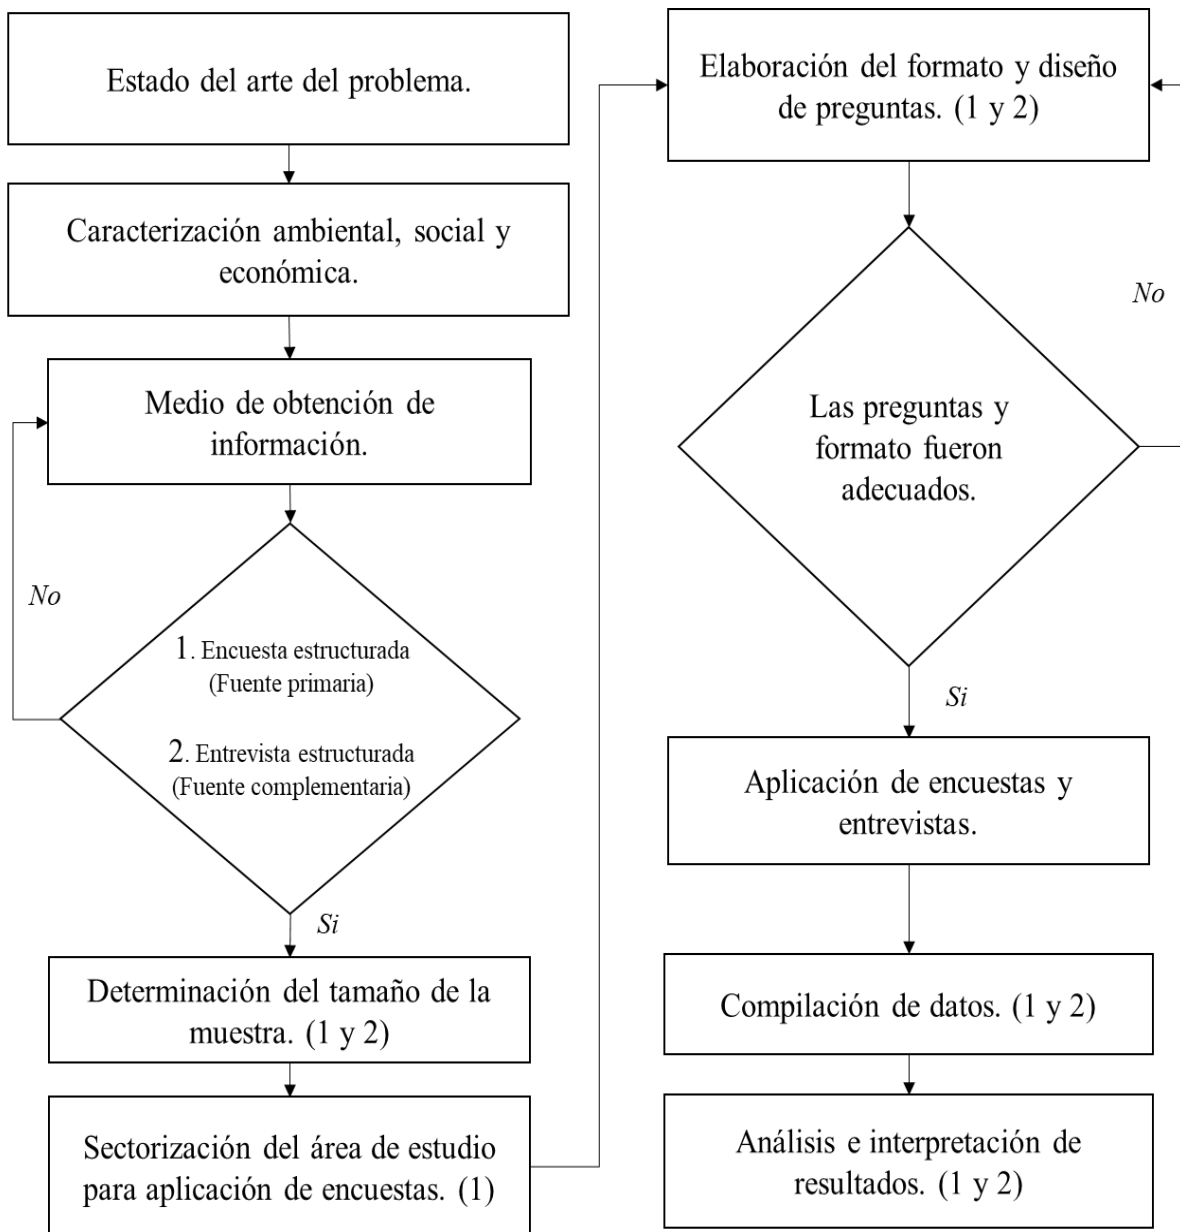 Estado del arte del problema.
Caracterización ambiental, social y
económica.
Medio de obtención de
información.
No
1. Encuesta estructurada
(Fuente primaria)
2. Entrevista estructurada
(Fuente complementaria)
Si
Determinación del tamaño de la
muestra. (1 y 2)
Sectorización del área de estudio
para aplicación de encuestas. (1)
Elaboración del formato y diseño
de preguntas. (1 y 2)
No
Las preguntas y
formato fueron
adecuados.
Si
Aplicación de encuestas y
entrevistas.
Compilación de datos. (1 y 2)
Análisis e interpretación de
resultados. (1 y 2)